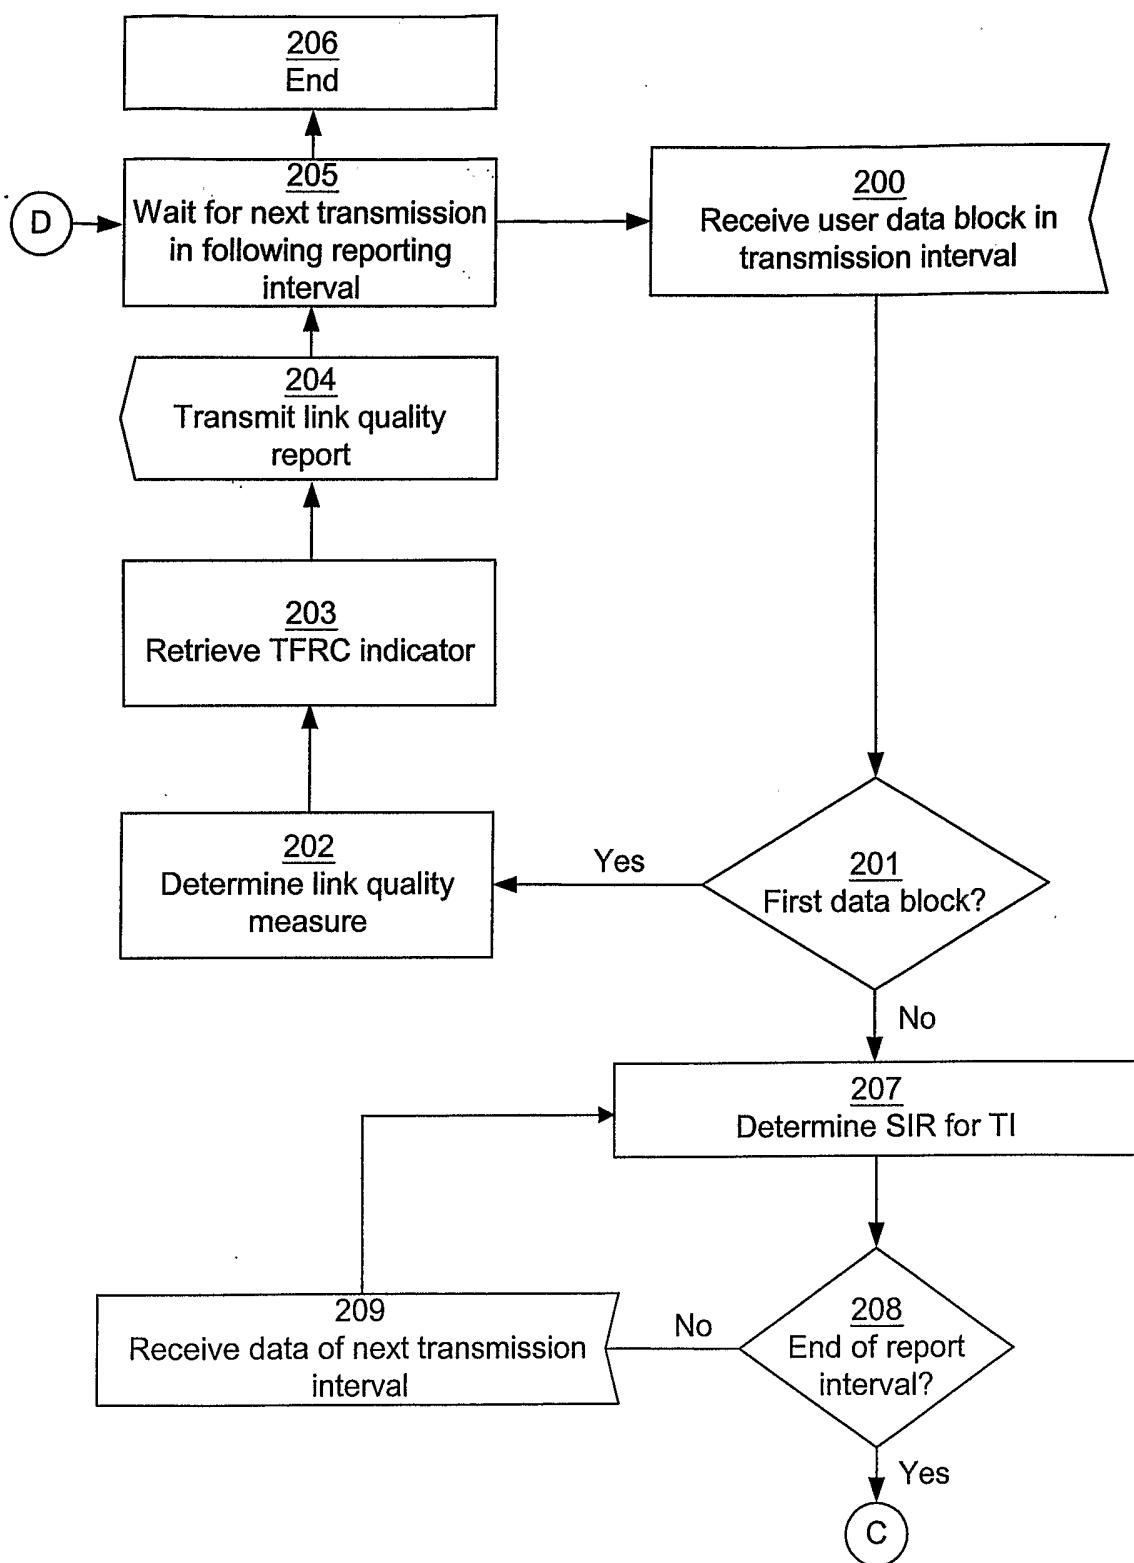 206
End
205
Wait for next transmission
in following reporting
interval
D
200
Receive user data block in
transmission interval
204
Transmit link quality
report
203
Retrieve TFRC indicator
202
Determine link quality
measure
Yes
201
First data block?
No
207
Determine SIR for TI
209
Receive data of next transmission
interval
No
208
End of report
interval?
Yes
C